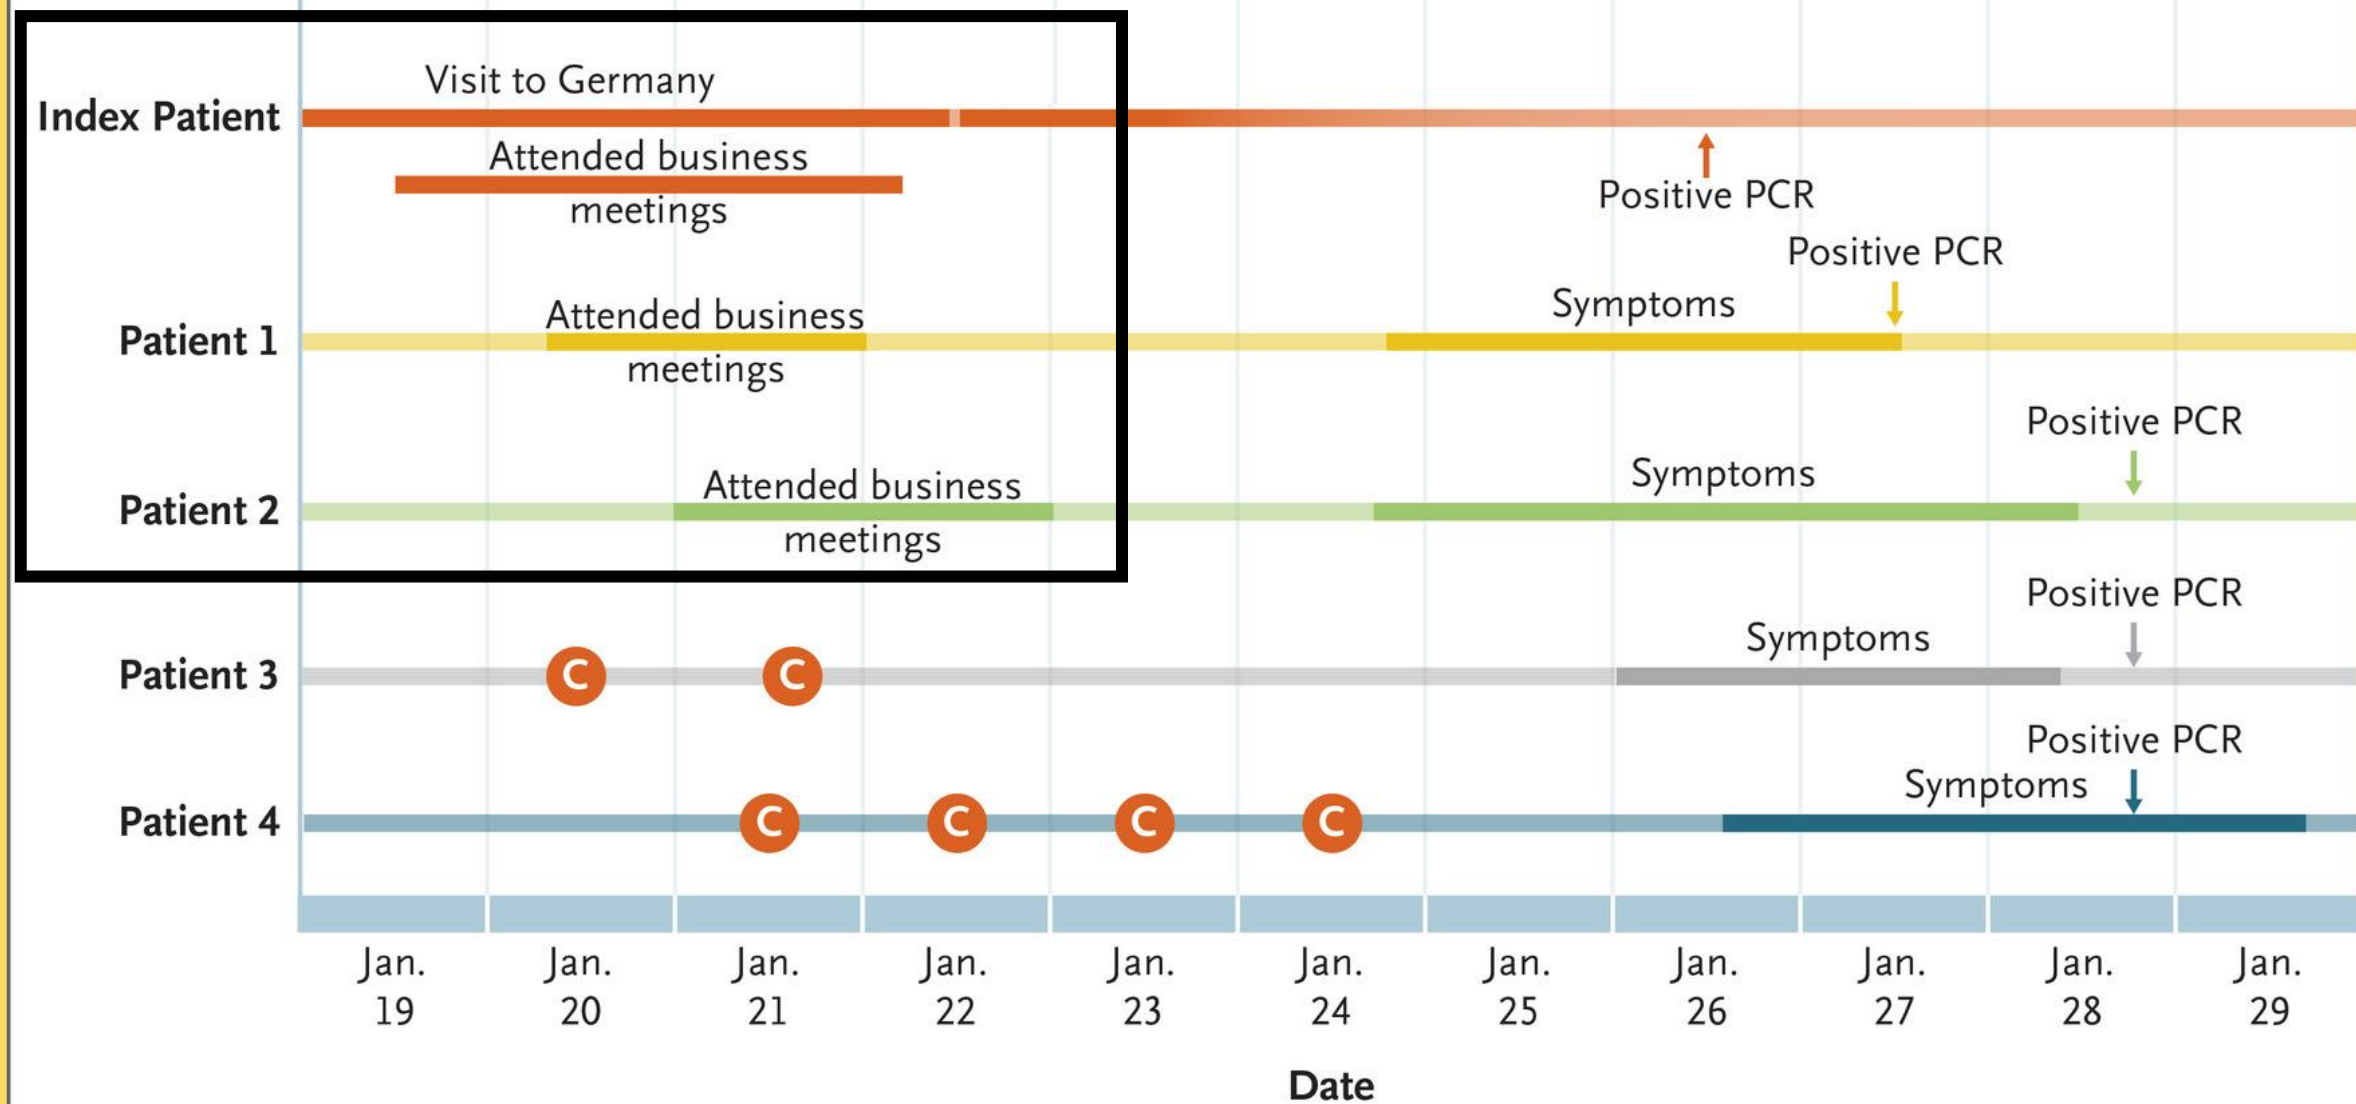 Visit to Germany
Index Patient
Attended business
meetings
Positive PCR
Positive PCR
Attended business
Symptoms
Patient 1
meetings
Positive PCR
Attended business
Symptoms
Patient 2
meetings
Positive PCR
Symptoms
Patient 3
C C
Positive PCR
Symptoms
Patient 4
C C C C
Jan. Jan. Jan. Jan. Jan. Jan. Jan. Jan. Jan. Jan. Jan.
19 20 21 22 23 24 25 26 27 28 29
Date